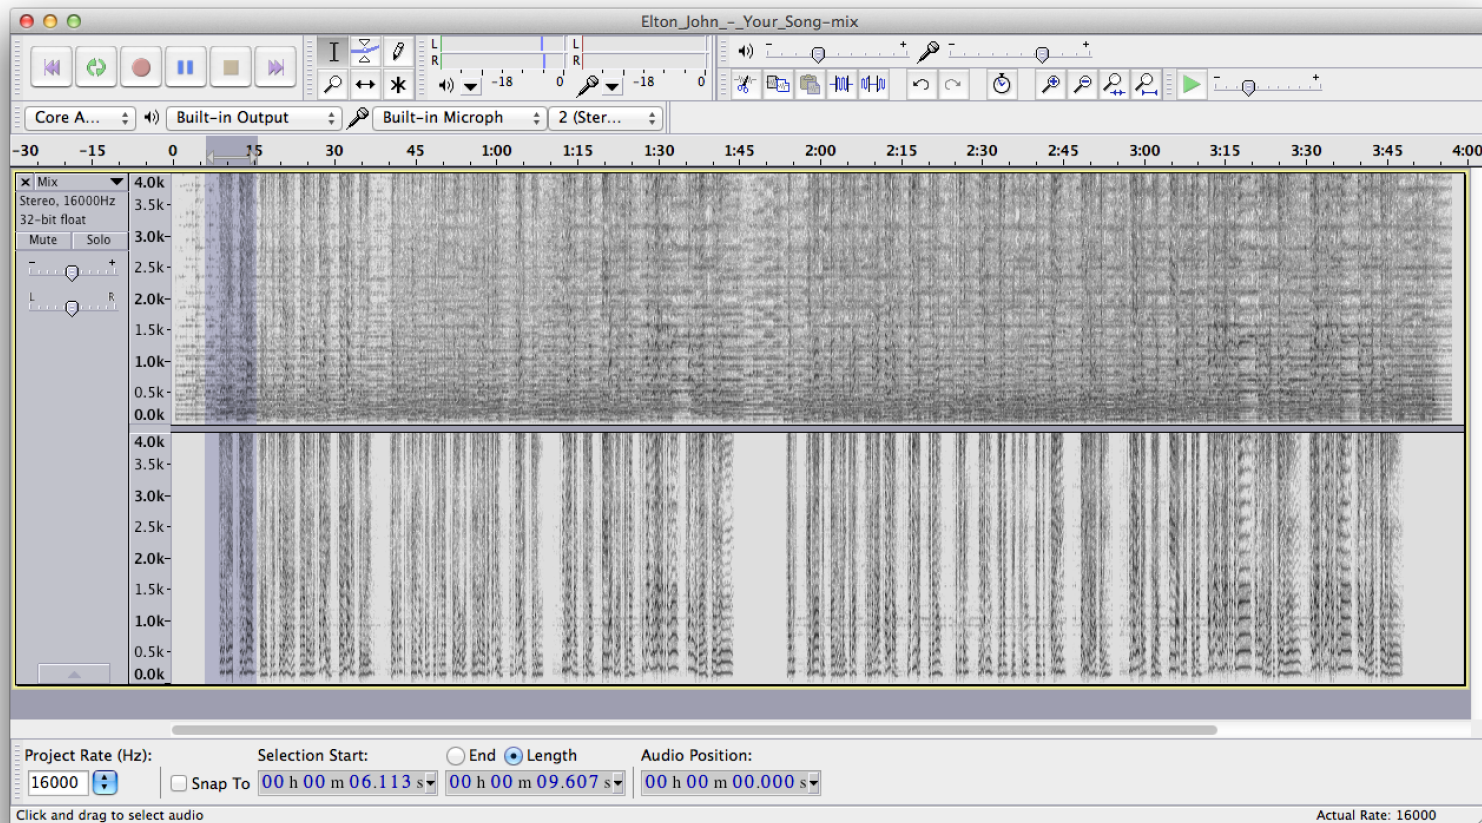 Elton_John_-_Your_Song-mix
L
R
-18 0
L
R
-18 0
- +
- +
- +
Core A...
Built-in Output
Built-in Microph
2 (Ster...
-30 -15 0 15 30 45 1:00 1:15 1:30 1:45 2:00 2:15 2:30 2:45 3:00 3:15 3:30 3:45 4:00
Mix
Stereo, 16000Hz
32-bit float
Mute Solo
- +
L R
4.0k
3.5k
3.0k
2.5k
2.0k
1.5k
1.0k
0.5k
0.0k
4.0k
3.5k
3.0k
2.5k
2.0k
1.5k
1.0k
0.5k
0.0k
Project Rate (Hz): Selection Start: End Length Audio Position:
16000 Snap To 00 h 00 m 06.113 s 00 h 00 m 09.607 s 00 h 00 m 00.000 s
Click and drag to select audio Actual Rate: 16000